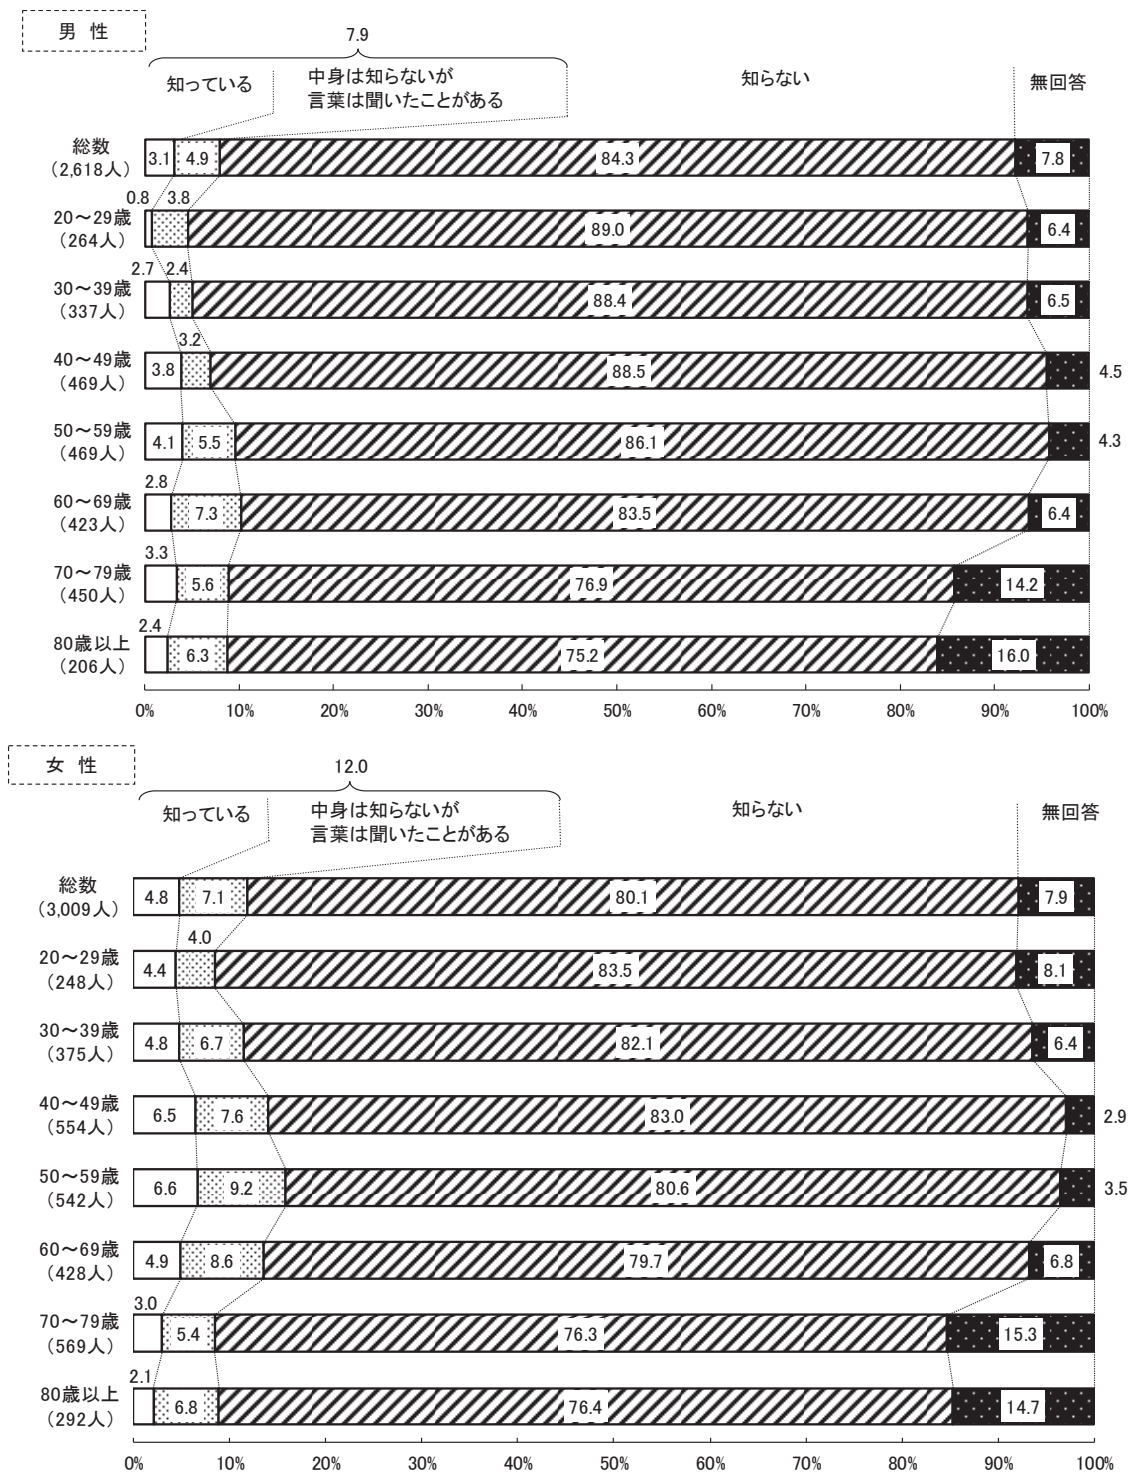 男 性
7.9
知っている
中身は知らないが
言葉は聞いたことがある
知らない
無回答
総数
(2,618人)
3.1 4.9 84.3 7.8
0.8 3.8
20～29歳
(264人)
89.0 6.4
2.7 2.4
30～39歳
(337人)
88.4 6.5
3.2
40～49歳
(469人)
3.8 88.5 4.5
50～59歳
(469人)
4.1 5.5 86.1 4.3
2.8
60～69歳
(423人)
7.3 83.5 6.4
3.3
70～79歳
(450人)
5.6 76.9 14.2
2.4
80歳以上
(206人)
6.3 75.2 16.0
0% 10% 20% 30% 40% 50% 60% 70% 80% 90% 100%
女 性
12.0
知っている
中身は知らないが
言葉は聞いたことがある
知らない
無回答
総数
(3,009人)
4.8 7.1 80.1 7.9
4.0
20～29歳
(248人)
4.4 83.5 8.1
30～39歳
(375人)
4.8 6.7 82.1 6.4
40～49歳
(554人)
6.5 7.6 83.0 2.9
50～59歳
(542人)
6.6 9.2 80.6 3.5
60～69歳
(428人)
4.9 8.6 79.7 6.8
3.0
70～79歳
(569人)
5.4 76.3 15.3
2.1
80歳以上
(292人)
6.8 76.4 14.7
0% 10% 20% 30% 40% 50% 60% 70% 80% 90% 100%